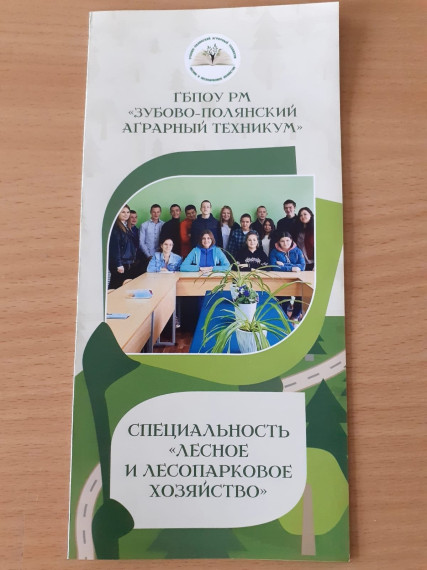 ГБПОУ РМ
«ЗУБОВО-ПОЛЯНСКИЙ
АГРАРНЫЙ ТЕХНИКУМ»
СПЕЦИАЛЬНОСТЬ
«ЛЕСНОЕ
И ЛЕСОПАРКОВОЕ
ХОЗЯЙСТВО»